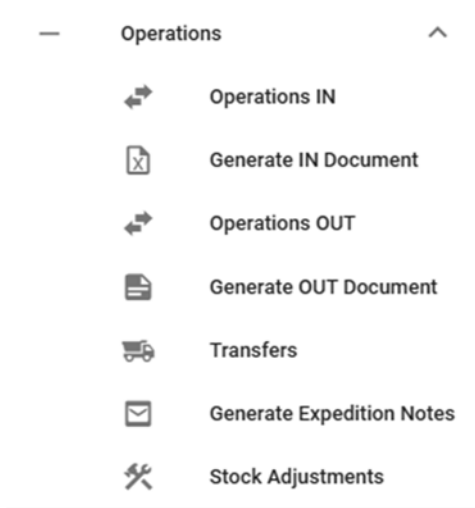 Operations
Operations IN
Generate IN Document
Operations OUT
Generate OUT Document
Transfers
Generate Expedition Notes
Stock Adjustments